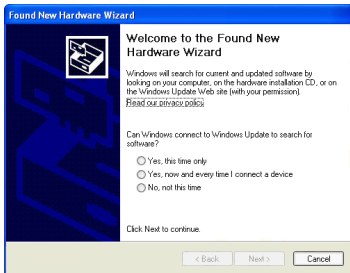 Found New Hardware Wizard
Welcome to the Found New
Hardware Wizard
Windows will search for current and updated software by
looking on your computer, on the hardware installation CD, or on
the Windows Update Web site (with your permission).
Read our privacy policy
Can Windows connect to Windows Update to search for
software?
Yes, this time only
Yes, now and every time I connect a device
No, not this time
Click Next to continue.
< Back Next > Cancel